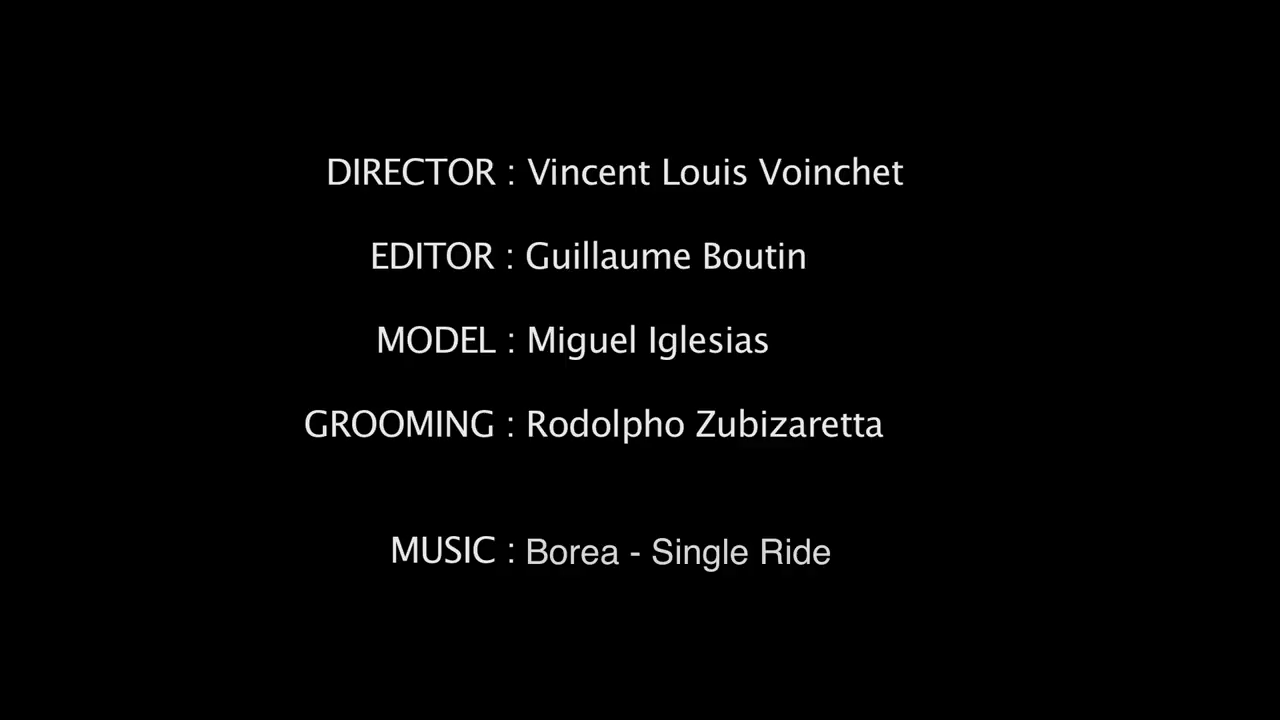 DIRECTOR : Vincent Louis Voinchet
EDITOR : Guillaume Boutin
MODEL : Miguel Iglesias
GROOMING : Rodolpho Zubizaretta
MUSIC : Borea - Single Ride